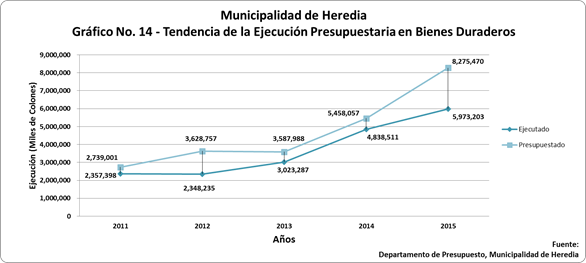 Municipalidad de Heredia
Gráfico No. 14 - Tendencia de la Ejecución Presupuestaria en Bienes Duraderos
Ejecución (Miles de Colones)
9,000,000
8,000,000
7,000,000
6,000,000
5,000,000
4,000,000
3,000,000
2,000,000
1,000,000
0
2,739,001
2,357,398
3,628,757
2,348,235
3,587,988
3,023,287
5,458,057
4,838,511
8,275,470
5,973,203
Ejecutado
Presupuestado
2011 2012 2013 2014 2015
Años
Fuente:
Departamento de Presupuesto, Municipalidad de Heredia